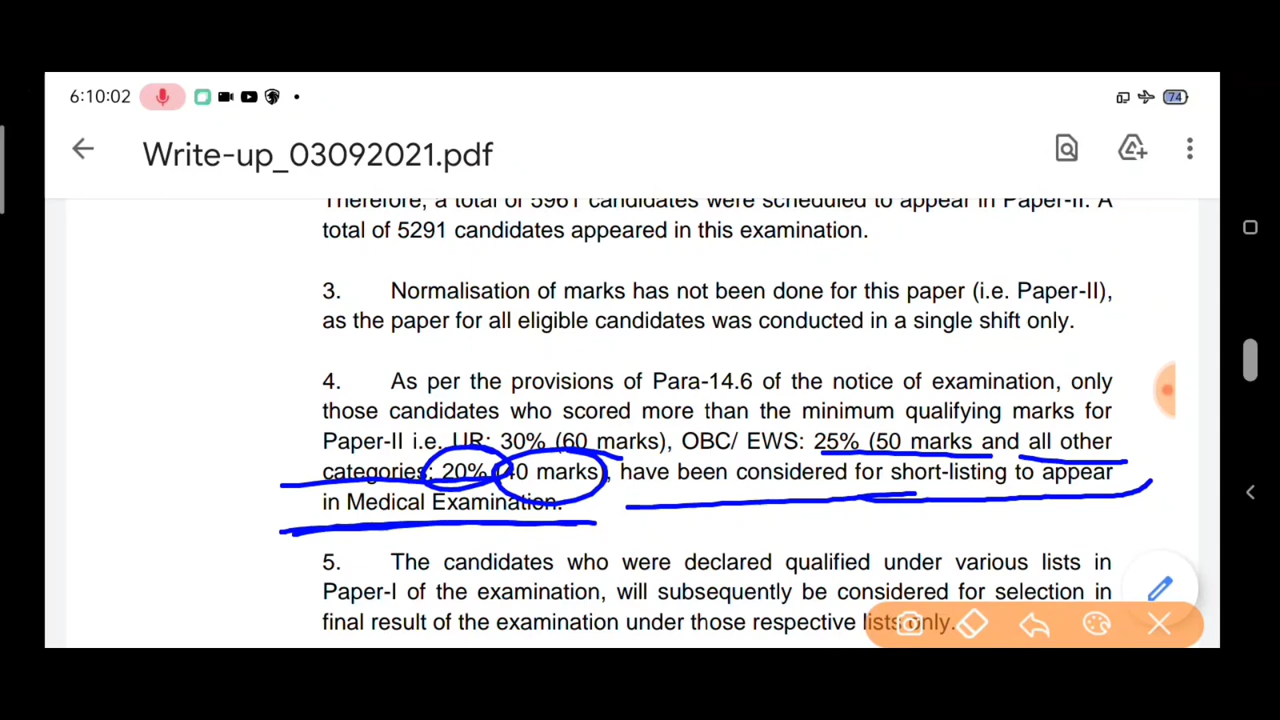 6:10:02
74
Write-up_03092021.pdf
Therefore, a total of 5961 candidates were scheduled to appear in Paper-II. A
total of 5291 candidates appeared in this examination.
3. Normalisation of marks has not been done for this paper (i.e. Paper-II),
as the paper for all eligible candidates was conducted in a single shift only.
4. As per the provisions of Para-14.6 of the notice of examination, only
those candidates who scored more than the minimum qualifying marks for
Paper-II i.e. UR: 30% (60 marks), OBC/ EWS: 25% (50 marks and all other
categories: 20% (40 marks), have been considered for short-listing to appear
in Medical Examination.
5. The candidates who were declared qualified under various lists in
Paper-I of the examination, will subsequently be considered for selection in
final result of the examination under those respective lists only.